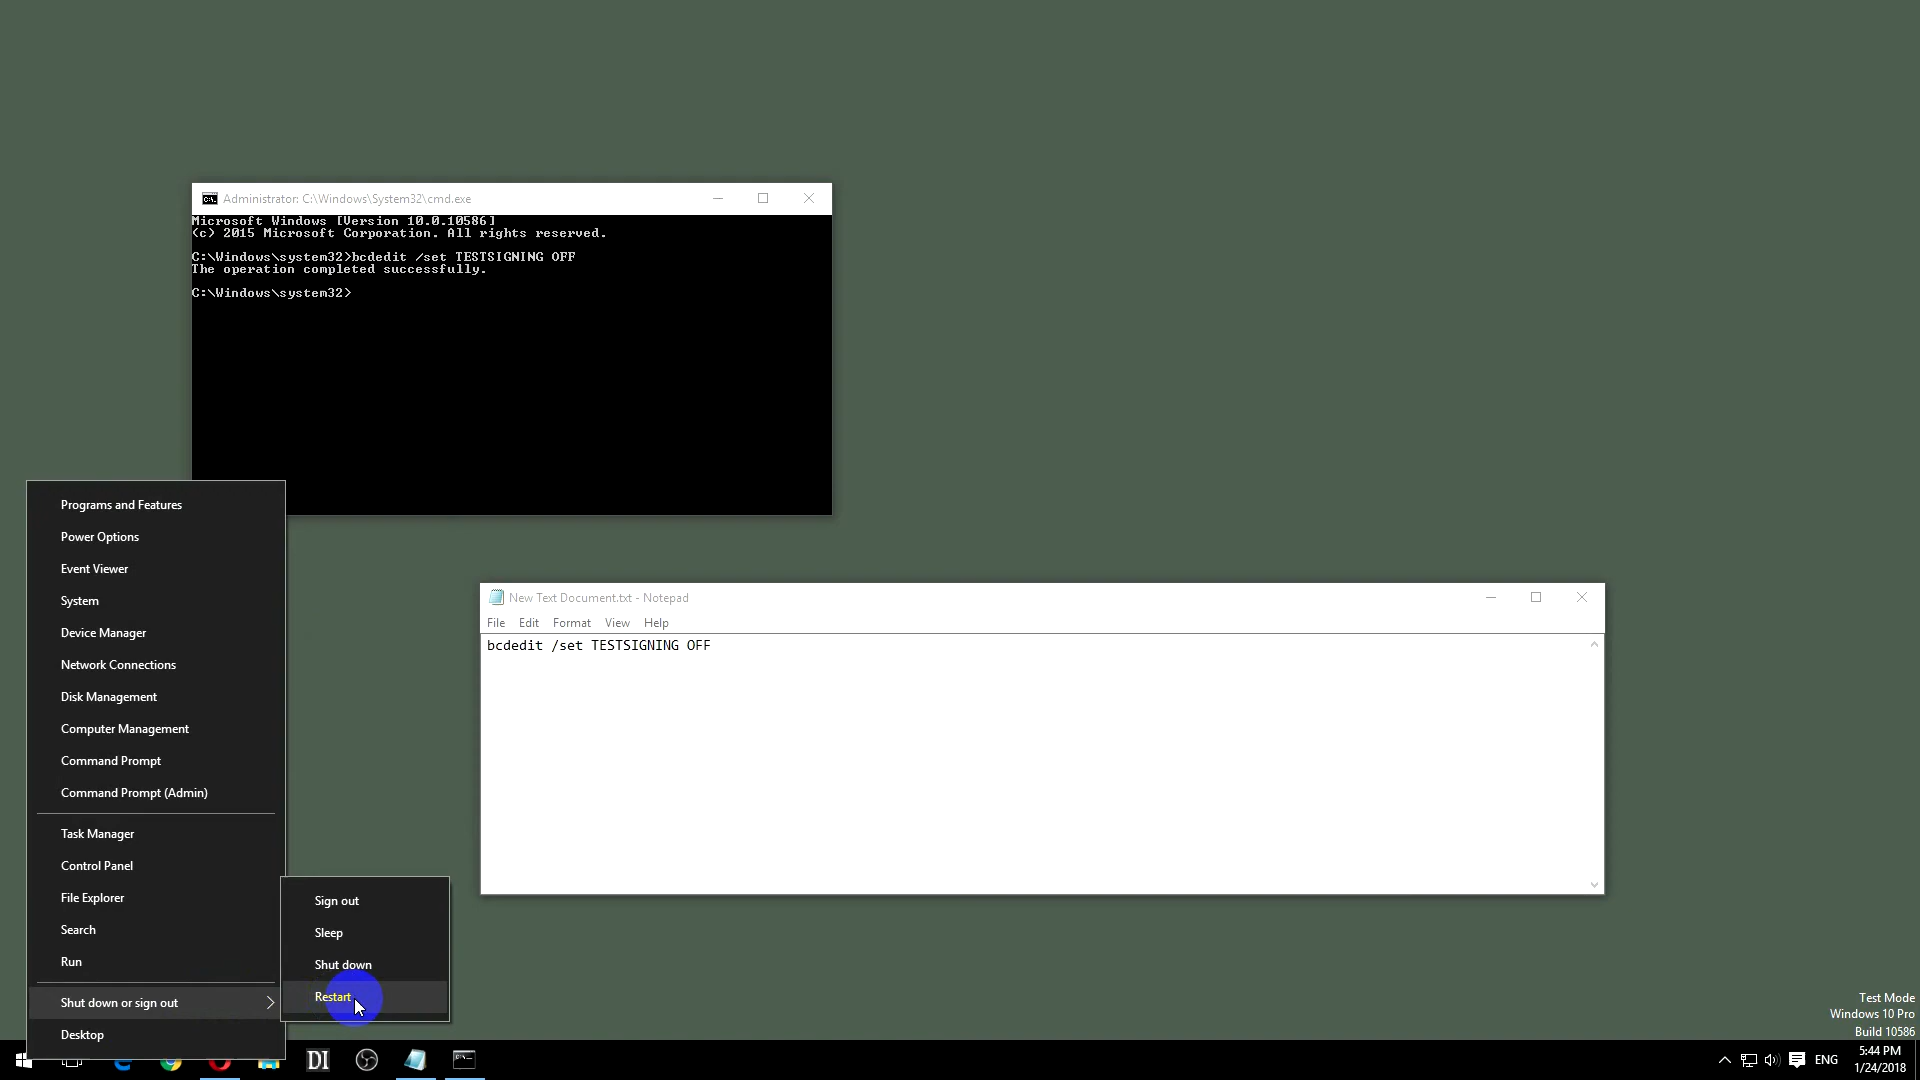 Administrator: C:\Windows\System32\cmd.exe
Microsoft Windows [Version 10.0.10586]
(c) 2015 Microsoft Corporation. All rights reserved.
C:\Windows\system32>bcdedit /set TESTSIGNING OFF
The operation completed successfully.
C:\Windows\system32>
Programs and Features
Power Options
Event Viewer
System
Device Manager
Network Connections
Disk Management
Computer Management
Command Prompt
Command Prompt (Admin)
Task Manager
Control Panel
File Explorer
Search
Run
Shut down or sign out
Desktop
Sign out
Sleep
Shut down
Restart
New Text Document.txt - Notepad
File Edit Format View Help
bcdedit /set TESTSIGNING OFF
Test Mode
Windows 10 Pro
Build 10586
DI
ENG
5:44 PM
1/24/2018